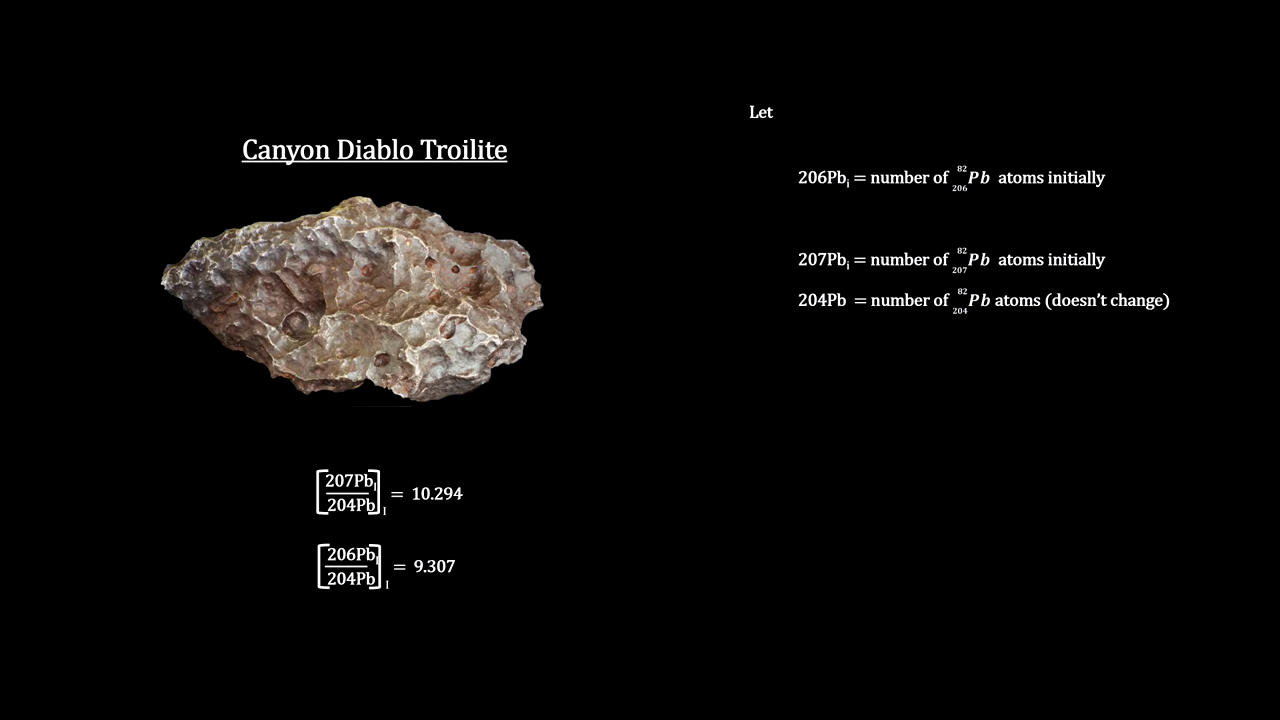 Let
Canyon Diablo Troilite
206Pbi = number of 82 206 Pb atoms initially
207Pbi = number of 82 207 Pb atoms initially
204Pb = number of 82 204 Pb atoms (doesn't change)
[207PbI / 204Pb]I = 10.294
[206PbI / 204Pb]I = 9.307